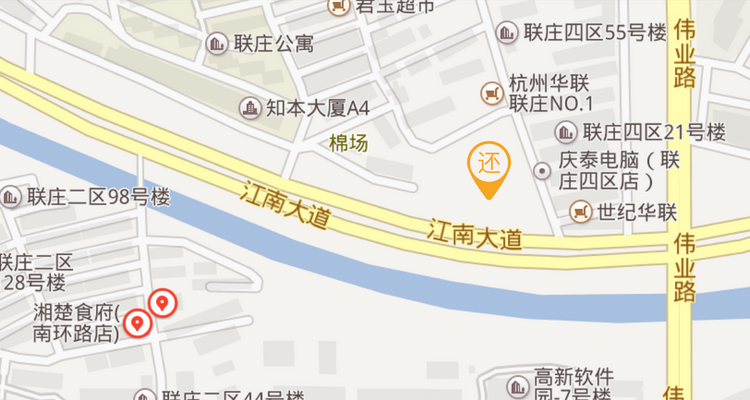 君玉超市
联庄公寓
联庄四区55号楼
伟业路
杭州华联
联庄NO.1
知本大厦A4
棉场
联庄四区21号楼
还
庆泰电脑（联
庄四区店）
联庄二区98号楼
江南大道
世纪华联
江南大道
伟业路
联庄二区
28号楼
湘楚食府(
南环路店)
高新软件
园-7号楼
联庄二区44号楼
伟